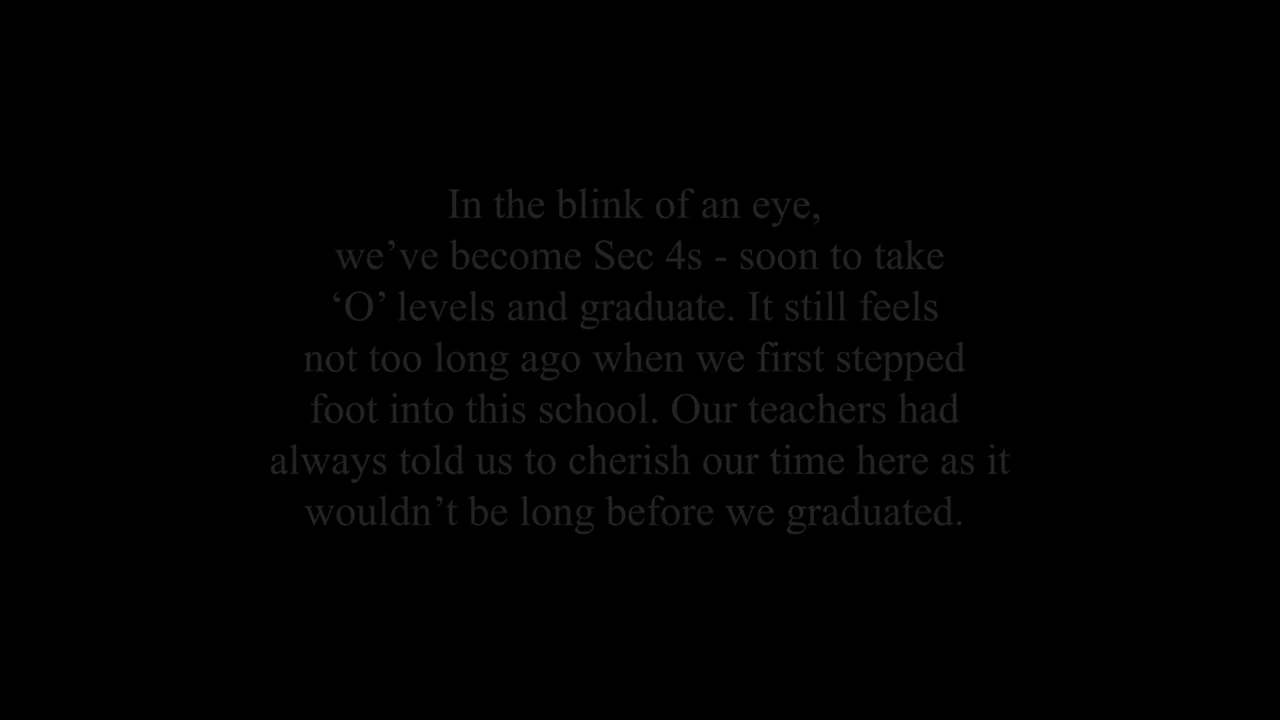 In the blink of an eye,
we’ve become Sec 4s - soon to take
‘O’ levels and graduate. It still feels
not too long ago when we first stepped
foot into this school. Our teachers had
always told us to cherish our time here as it
wouldn’t be long before we graduated.